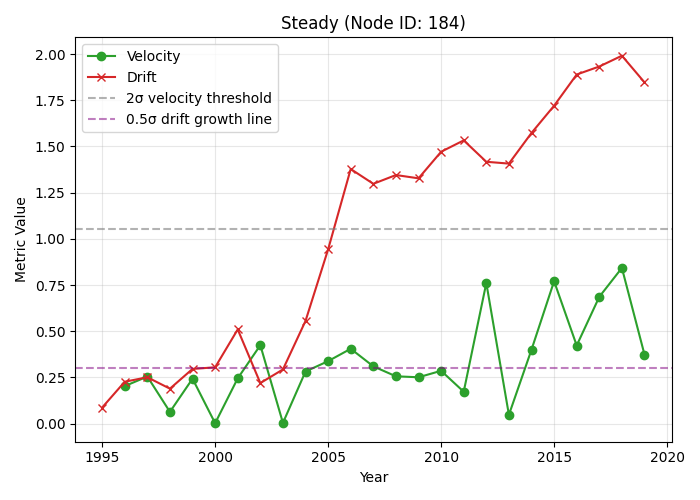 Steady (Node ID: 184)
Velocity
Drift
2σ velocity threshold
0.5σ drift growth line
2.00
1.75
1.50
1.25
1.00
0.75
0.50
0.25
0.00
Metric Value
1995
2000
2005
2010
2015
2020
Year